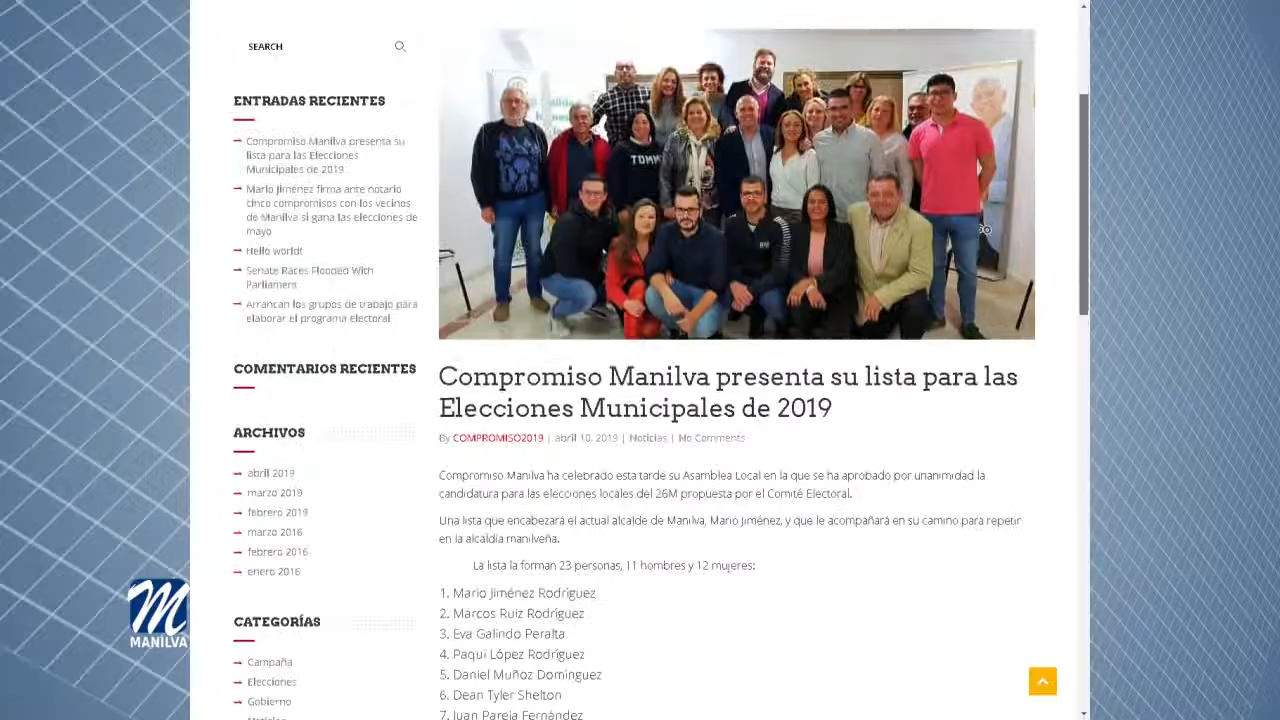 SEARCH
ENTRADAS RECIENTES
Compromiso Manilva presenta su
lista para las Elecciones
Municipales de 2019
Mario Jiménez firma ante notario
cinco compromisos con los vecinos
de Manilva si gana las elecciones de
mayo
Hello world!
Senate Races Flooded With
Parliament
Arrancan los grupos de trabajo para
elaborar el programa electoral
COMENTARIOS RECIENTES
ARCHIVOS
abril 2019
marzo 2019
febrero 2019
marzo 2016
febrero 2016
enero 2016
CATEGORÍAS
Campaña
Elecciones
Gobierno
Noticias
TOMMY
Compromiso Manilva presenta su lista para las
Elecciones Municipales de 2019
By COMPROMISO2019 | abril 10, 2019 | Noticias | No Comments
Compromiso Manilva ha celebrado esta tarde su Asamblea Local en la que se ha aprobado por unanimidad la
candidatura para las elecciones locales del 26M propuesta por el Comité Electoral.
Una lista que encabezará el actual alcalde de Manilva, Mario Jiménez, y que le acompañará en su camino para repetir
en la alcaldía manilveña.
La lista la forman 23 personas, 11 hombres y 12 mujeres:
1. Mario Jiménez Rodríguez
2. Marcos Ruiz Rodríguez
3. Eva Galindo Peralta
4. Paqui López Rodríguez
5. Daniel Muñoz Domínguez
6. Dean Tyler Shelton
7. Juan Pareja Fernández
M
MANILVA